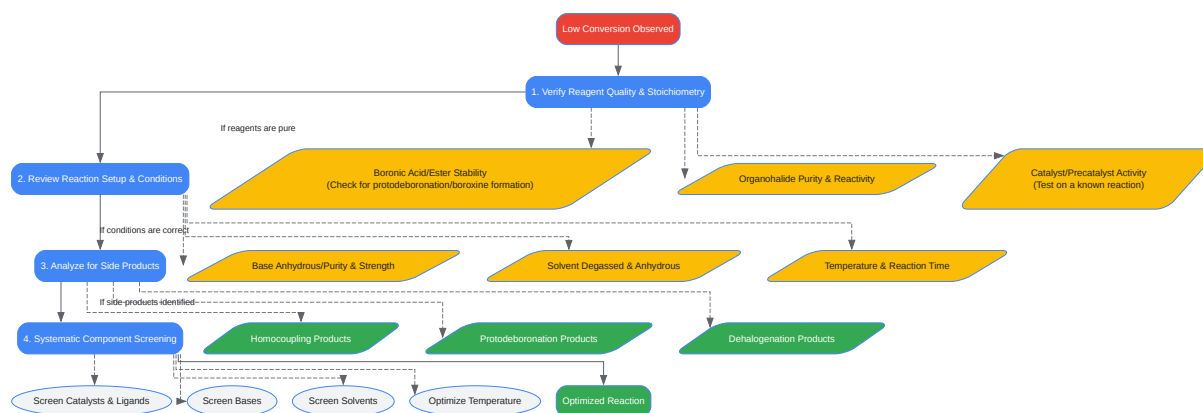 Low Conversion Observed
1. Verify Reagent Quality & Stoichiometry
If reagents are pure
Boronic Acid/Ester Stability
(Check for protodeboronation/boroxine formation)
Organohalide Purity & Reactivity
Catalyst/Precatalyst Activity
(Test on a known reaction)
2. Review Reaction Setup & Conditions
If conditions are correct
Base Anhydrous/Purity & Strength
Solvent Degassed & Anhydrous
Temperature & Reaction Time
3. Analyze for Side Products
If side products identified
Homocoupling Products
Protodeboronation Products
Dehalogenation Products
4. Systematic Component Screening
Screen Catalysts & Ligands
Screen Bases
Screen Solvents
Optimize Temperature
Optimized Reaction